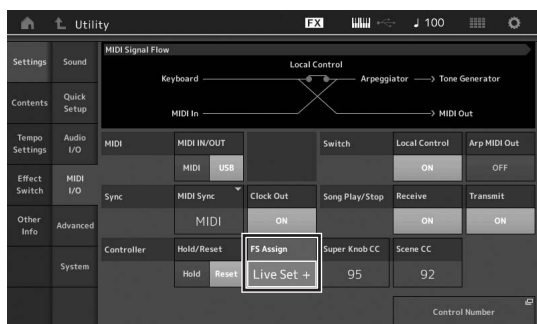 Utility
FX
♩ 100
Settings
Sound
Contents
Quick
Setup
Tempo
Settings
Audio
I/O
Effect
Switch
MIDI
I/O
Other
Info
Advanced
System
MIDI Signal Flow
Local Control
Keyboard
Arpeggiator
Tone Generator
MIDI In
MIDI Out
MIDI
MIDI IN/OUT
MIDI USB
Switch
Local Control
ON
Arp MIDI Out
OFF
Sync
MIDI Sync
MIDI
Clock Out
ON
Song Play/Stop
Receive
ON
Transmit
ON
Controller
Hold/Reset
Hold Reset
FS Assign
Live Set +
Super Knob CC
95
Scene CC
92
Control Number